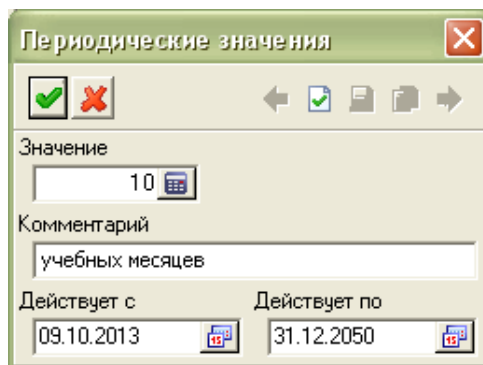 Периодические значения
Значение
10
Комментарий
учебных месяцев
Действует с Действует по
09.10.2013 31.12.2050